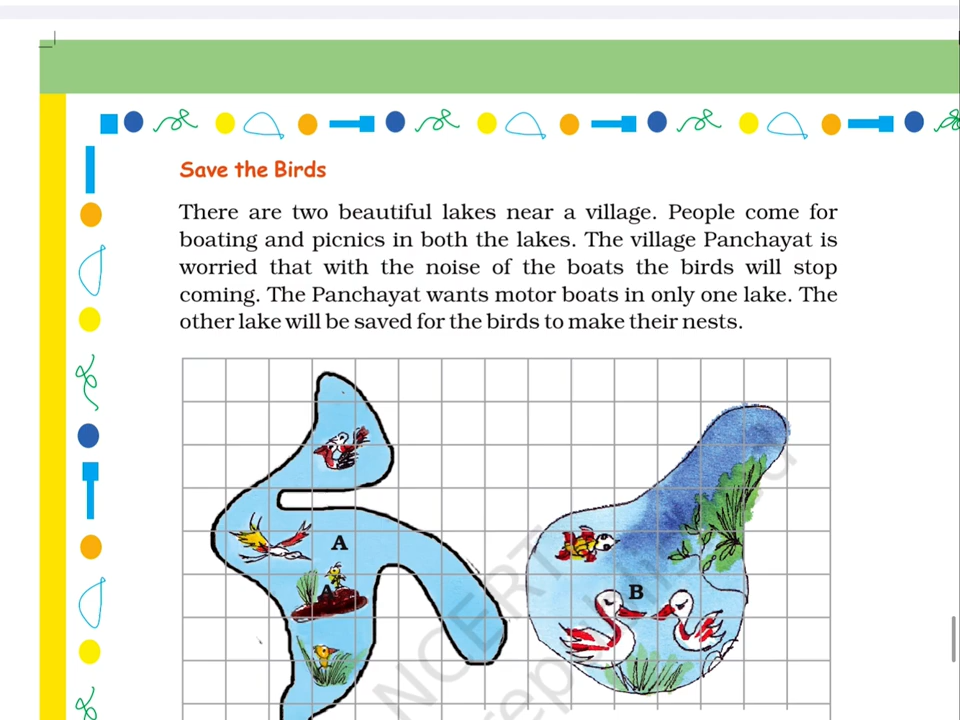 Save the Birds
There are two beautiful lakes near a village. People come for
boating and picnics in both the lakes. The village Panchayat is
worried that with the noise of the boats the birds will stop
coming. The Panchayat wants motor boats in only one lake. The
other lake will be saved for the birds to make their nests.
A
A
B
NCERT